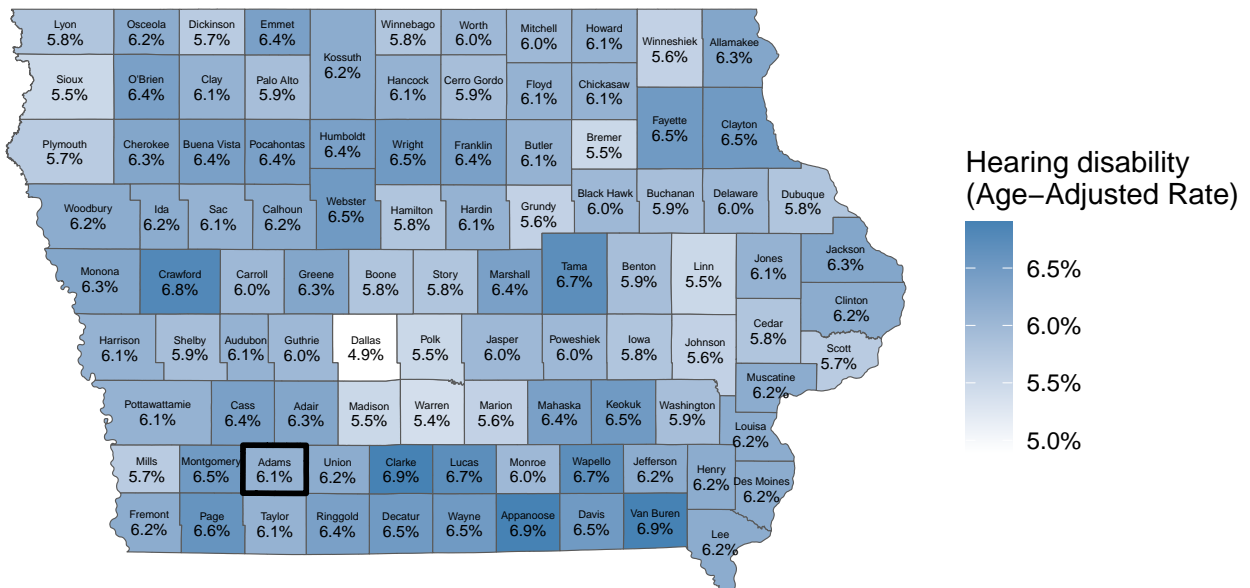 Lyon
5.8%
Osceola
6.2%
Dickinson
5.7%
Emmet
6.4%
Kossuth
6.2%
Winnebago
5.8%
Worth
6.0%
Mitchell
6.0%
Howard
6.1%
Winneshiek
5.6%
Allamakee
6.3%
Sioux
5.5%
O'Brien
6.4%
Clay
6.1%
Palo Alto
5.9%
Hancock
6.1%
Cerro Gordo
5.9%
Floyd
6.1%
Chickasaw
6.1%
Fayette
6.5%
Clayton
6.5%
Plymouth
5.7%
Cherokee
6.3%
Buena Vista
6.4%
Pocahontas
6.4%
Humboldt
6.4%
Wright
6.5%
Franklin
6.4%
Butler
6.1%
Bremer
5.5%
Woodbury
6.2%
Ida
6.2%
Sac
6.1%
Calhoun
6.2%
Webster
6.5%
Hamilton
5.8%
Hardin
6.1%
Grundy
5.6%
Black Hawk
6.0%
Buchanan
5.9%
Delaware
6.0%
Dubuque
5.8%
Monona
6.3%
Crawford
6.8%
Carroll
6.0%
Greene
6.3%
Boone
5.8%
Story
5.8%
Marshall
6.4%
Tama
6.7%
Benton
5.9%
Linn
5.5%
Jones
6.1%
Jackson
6.3%
Clinton
6.2%
Harrison
6.1%
Shelby
5.9%
Audubon
6.1%
Guthrie
6.0%
Dallas
4.9%
Polk
5.5%
Jasper
6.0%
Poweshiek
6.0%
Iowa
5.8%
Johnson
5.6%
Cedar
5.8%
Scott
5.7%
Muscatine
6.2%
Pottawattamie
6.1%
Cass
6.4%
Adair
6.3%
Madison
5.5%
Warren
5.4%
Marion
5.6%
Mahaska
6.4%
Keokuk
6.5%
Washington
5.9%
Louisa
6.2%
Mills
5.7%
Montgomery
6.5%
Adams
6.1%
Union
6.2%
Clarke
6.9%
Lucas
6.7%
Monroe
6.0%
Wapello
6.7%
Jefferson
6.2%
Henry
6.2%
Des Moines
6.2%
Fremont
6.2%
Page
6.6%
Taylor
6.1%
Ringgold
6.4%
Decatur
6.5%
Wayne
6.5%
Appanoose
6.9%
Davis
6.5%
Van Buren
6.9%
Lee
6.2%
Hearing disability
(Age−Adjusted Rate)
6.5%
6.0%
5.5%
5.0%